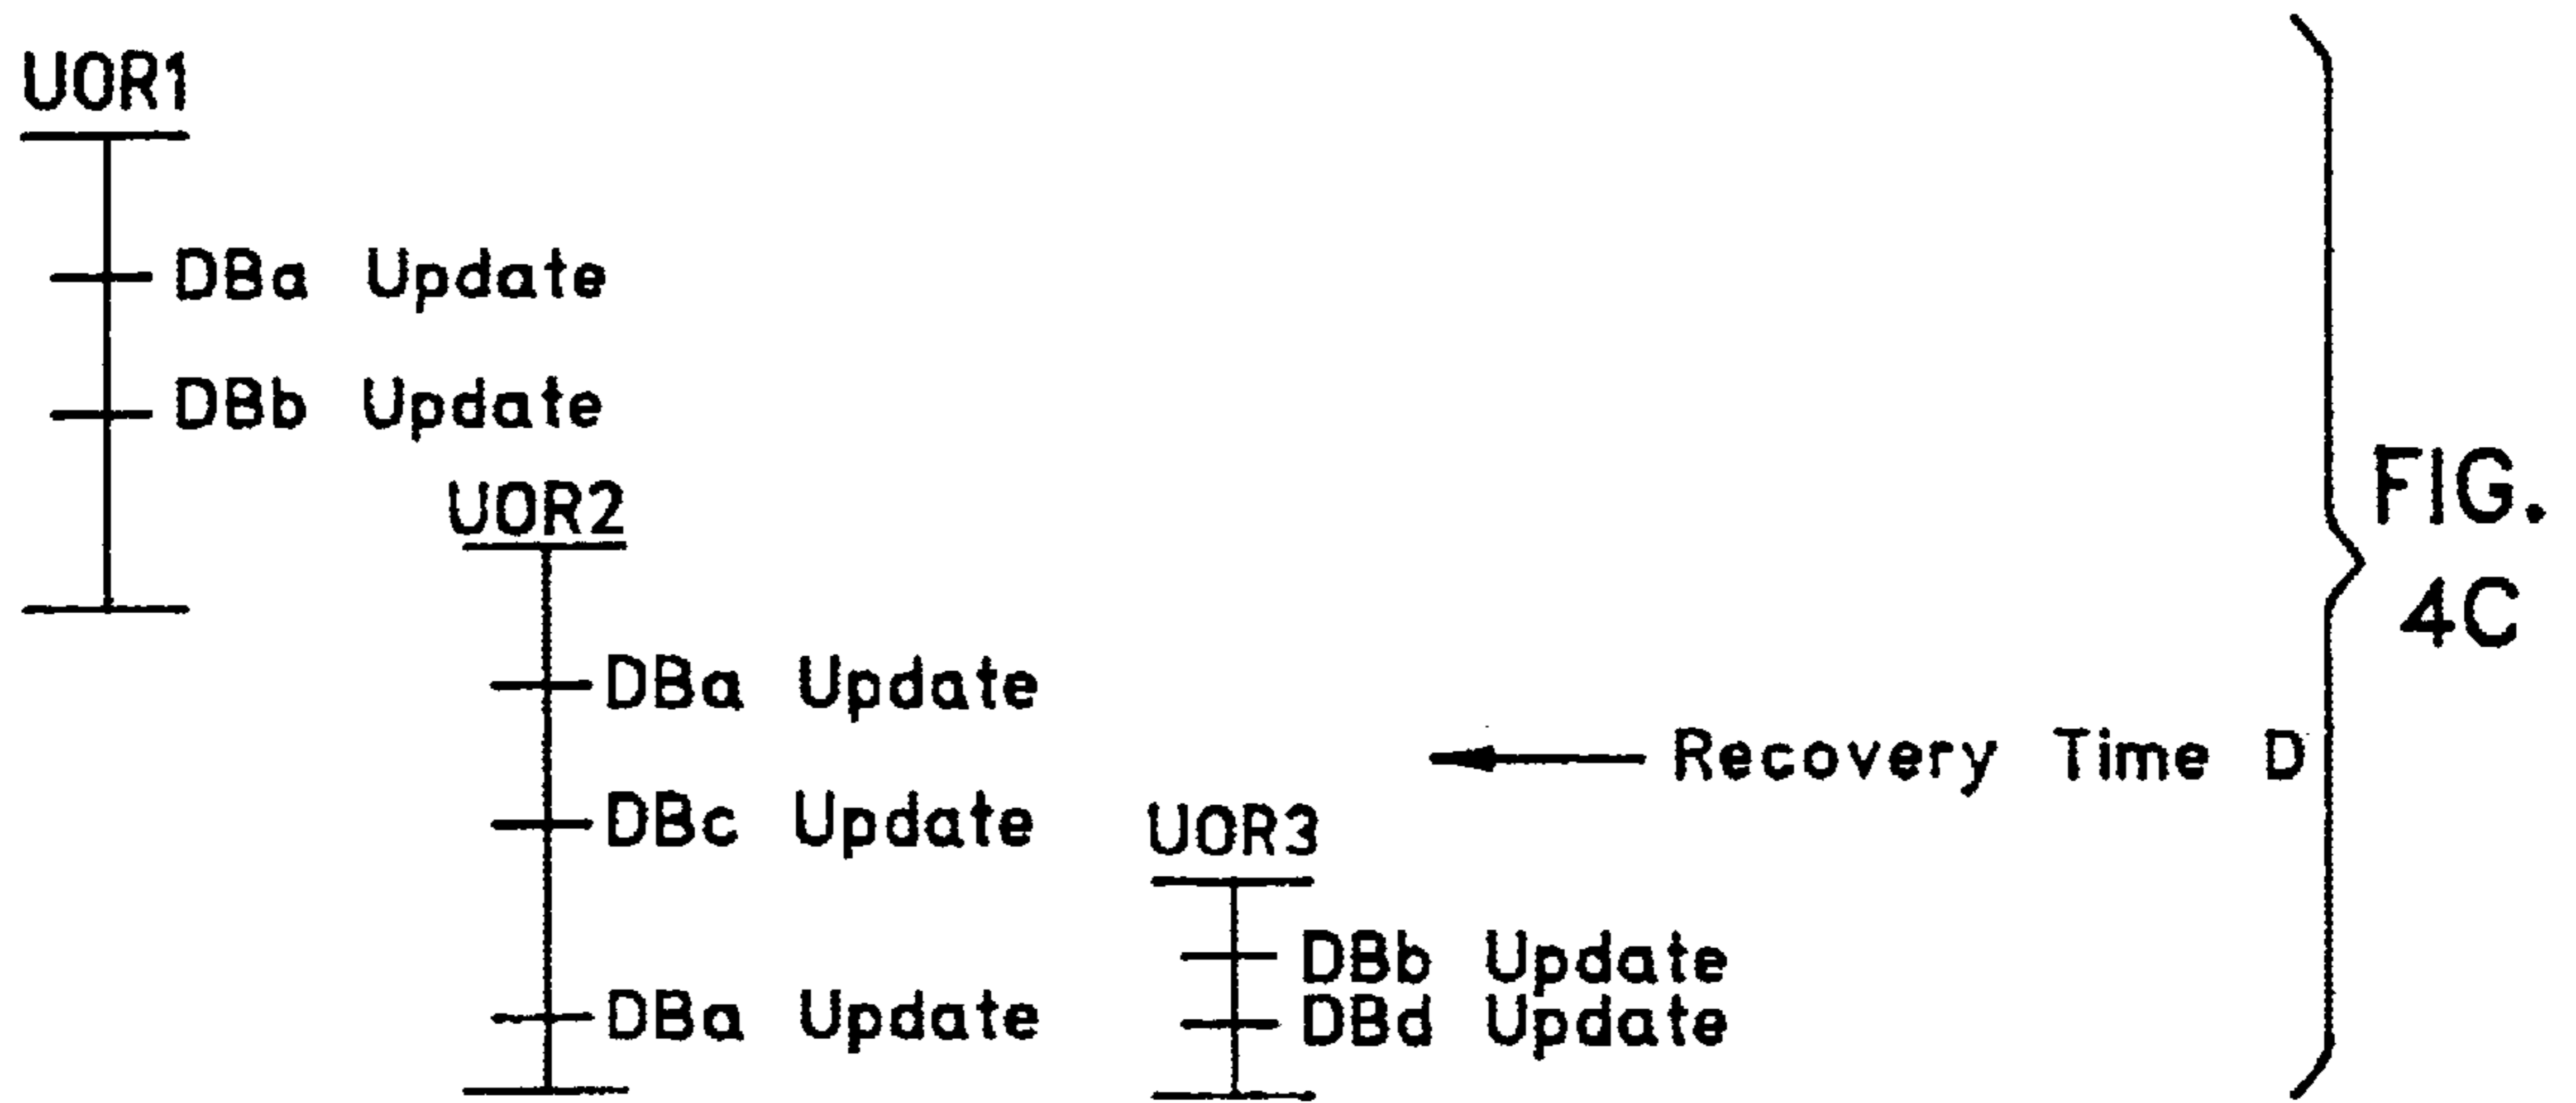 UOR1
DBa Update
DBb Update
UOR2
DBa Update
DBc Update
DBa Update
Recovery Time D
UOR3
DBb Update
DBd Update
FIG.
4C